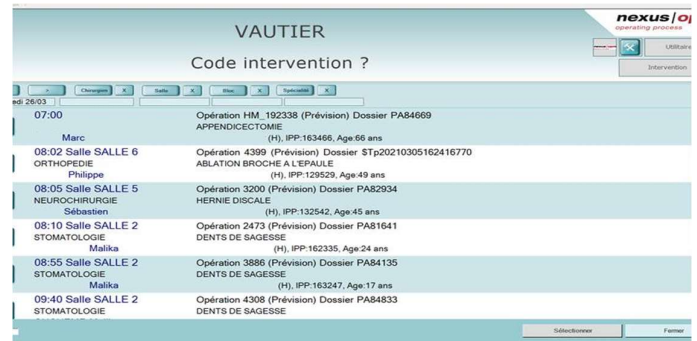 nexus|o
operating process
VAUTIER
Code intervention ?
Utilitaire
Intervention
A
Chirurgien X Salle X Bloc X Spécialité X
edi 26/03
07:00 Opération HM_192338 (Prévision) Dossier PA84669
APPENDICECTOMIE
Marc (H), IPP:163466, Age:66 ans
08:02 Salle SALLE 6 Opération 4399 (Prévision) Dossier $Tp20210305162416770
ORTHOPEDIE ABLATION BROCHE A L'EPAULE
Philippe (H), IPP:129529, Age:49 ans
08:05 Salle SALLE 5 Opération 3200 (Prévision) Dossier PA82934
NEUROCHIRURGIE HERNIE DISCALE
Sébastien (H), IPP:132542, Age:45 ans
08:10 Salle SALLE 2 Opération 2473 (Prévision) Dossier PA81641
STOMATOLOGIE DENTS DE SAGESSE
Malika (H), IPP:162335, Age:24 ans
08:55 Salle SALLE 2 Opération 3886 (Prévision) Dossier PA84135
STOMATOLOGIE DENTS DE SAGESSE
Malika (H), IPP:163247, Age:17 ans
09:40 Salle SALLE 2 Opération 4308 (Prévision) Dossier PA84833
STOMATOLOGIE DENTS DE SAGESSE
Sélectionner Fermer